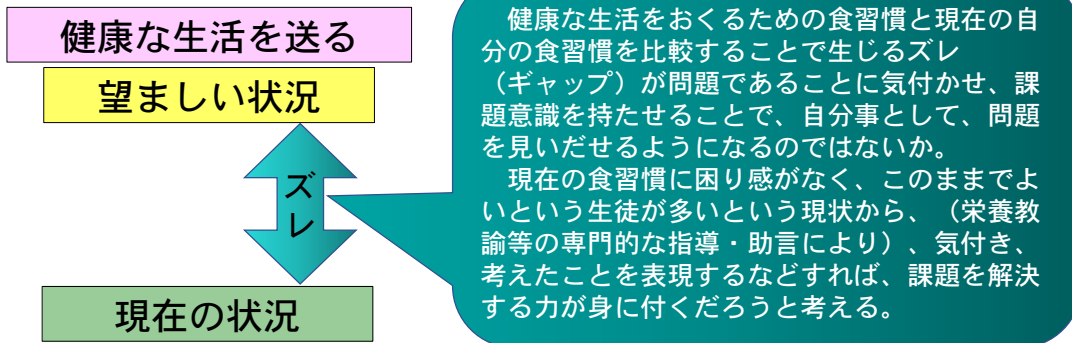 健康な生活を送る
望ましい状況
ズ
レ
現在の状況
健康な生活をおくるための食習慣と現在の自
分の食習慣を比較することで生じるズレ
（ギャップ）が問題であることに気付かせ、課
題意識を持たせることで、自分事として、問題
を見いだせるようになるのではないか。
現在の食習慣に困り感がなく、このままでよ
いという生徒が多いという現状から、（栄養教
諭等の専門的な指導・助言により）、気付き、
考えたことを表現するなどすれば、課題を解決
する力が身に付くだろうと考える。